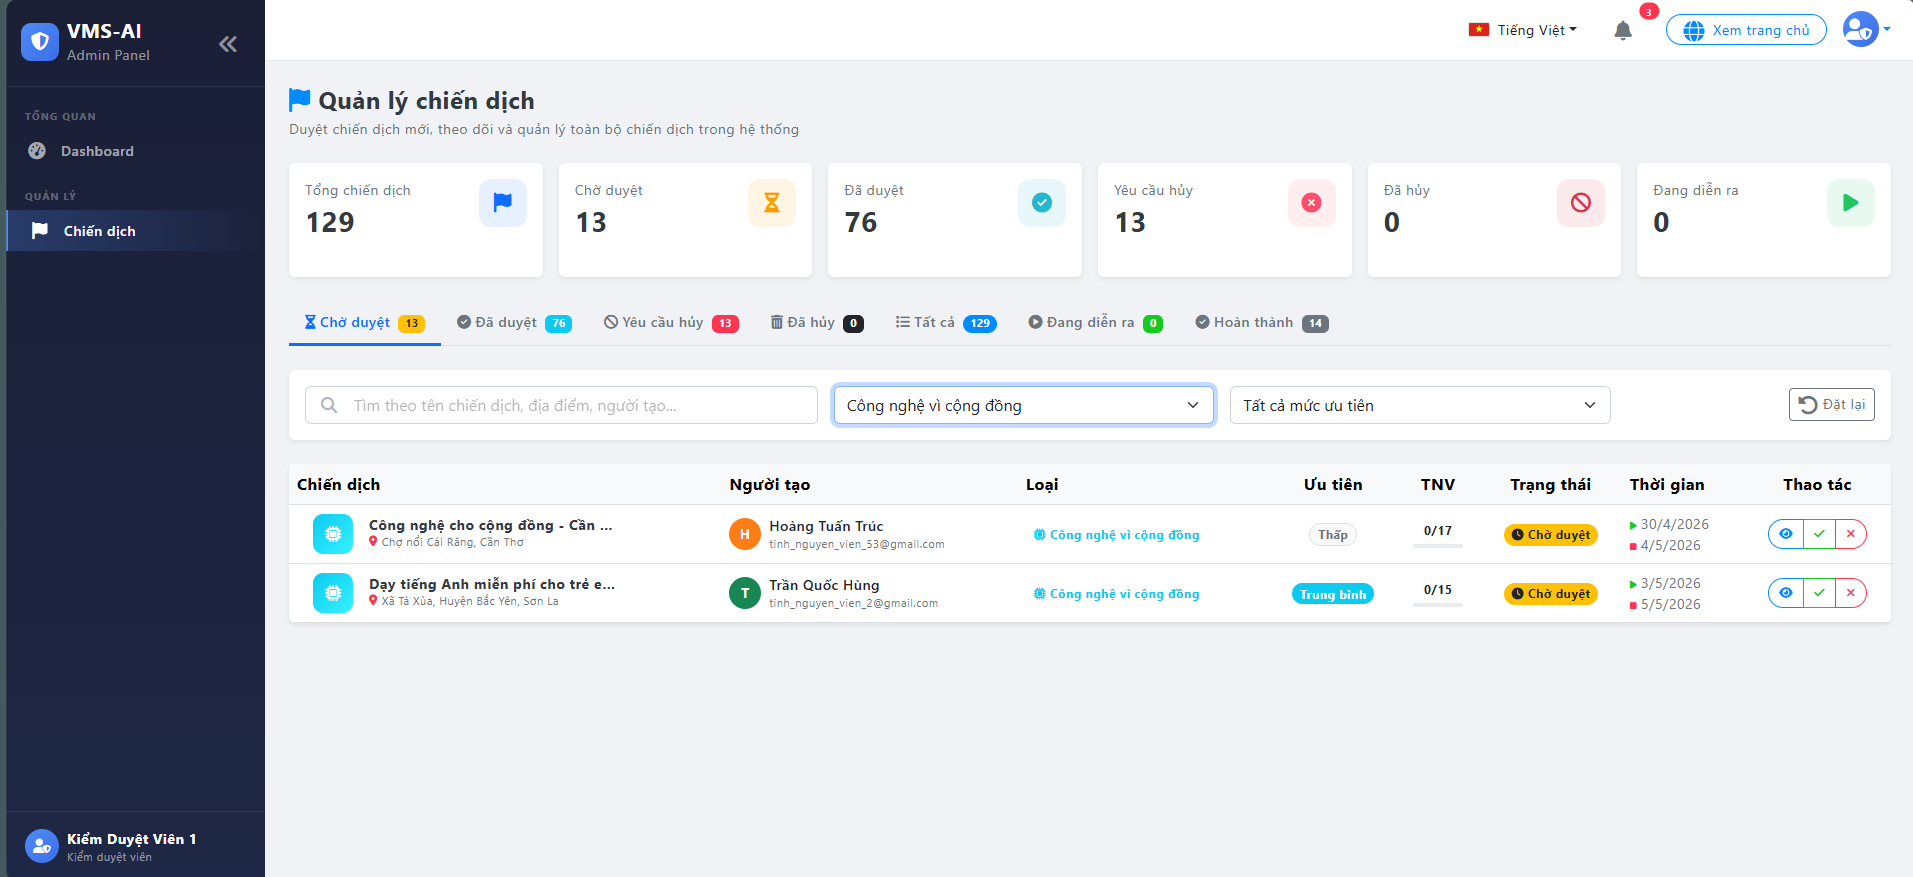 VMS-AI
Admin Panel
TỔNG QUAN
Dashboard
QUẢN LÝ
Chiến dịch
Kiểm Duyệt Viên 1
Kiểm duyệt viên
Tiếng Việt
3
Xem trang chủ
Quản lý chiến dịch
Duyệt chiến dịch mới, theo dõi và quản lý toàn bộ chiến dịch trong hệ thống
Tổng chiến dịch
129
Chờ duyệt
13
Đã duyệt
76
Yêu cầu hủy
13
Đã hủy
0
Đang diễn ra
0
Chờ duyệt 13
Đã duyệt 76
Yêu cầu hủy 13
Đã hủy 0
Tất cả 129
Đang diễn ra 0
Hoàn thành 14
Tìm theo tên chiến dịch, địa điểm, người tạo...
Công nghệ vì cộng đồng
Tất cả mức ưu tiên
Đặt lại
Chiến dịch Người tạo Loại Ưu tiên TNV Trạng thái Thời gian Thao tác
Công nghệ cho cộng đồng - Cần ...
Chợ nổi Cái Răng, Cần Thơ
H
Hoàng Tuấn Trúc
tinh_nguyen_vien_53@gmail.com
Công nghệ vì cộng đồng
Thấp
0/17
Chờ duyệt
30/4/2026
4/5/2026
Dạy tiếng Anh miễn phí cho trẻ e...
Xã Tà Xùa, Huyện Bắc Yên, Sơn La
T
Trần Quốc Hùng
tinh_nguyen_vien_2@gmail.com
Công nghệ vì cộng đồng
Trung bình
0/15
Chờ duyệt
3/5/2026
5/5/2026